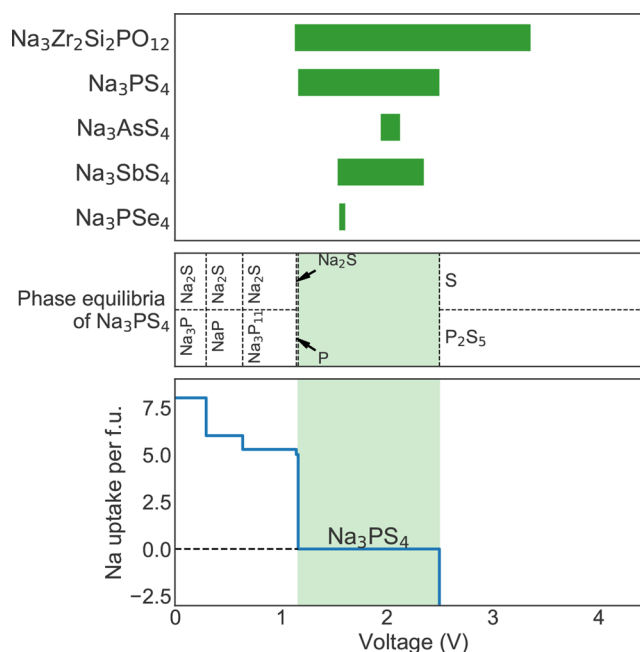 Na₃Zr₂Si₂PO₁₂
Na₃PS₄
Na₃AsS₄
Na₃SbS₄
Na₃PSe₄
Phase equilibria
of Na₃PS₄
Na₂S
Na₂S
Na₂S
Na₂S
S
Na₃P
NaP
Na₃P₁₁
P
P₂S₅
Na uptake per f.u.
7.5
5.0
2.5
0.0
−2.5
Na₃PS₄
0 1 2 3 4
Voltage (V)